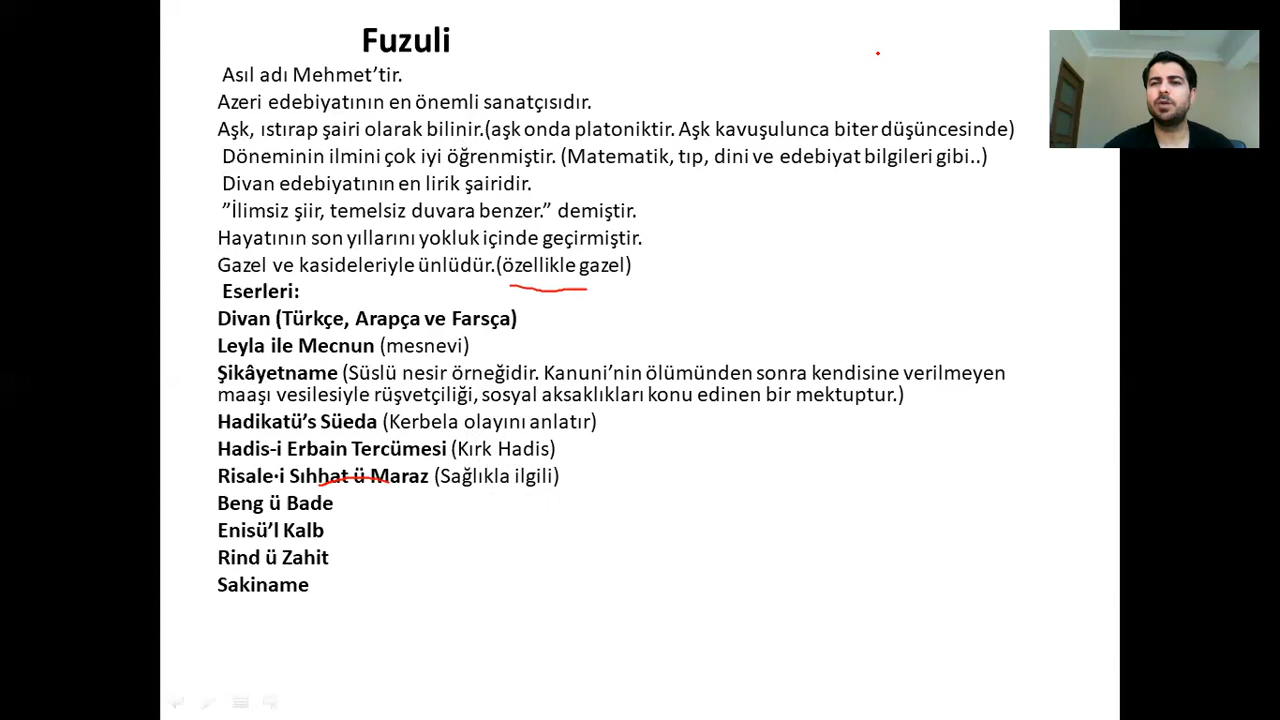 Fuzuli
Asıl adı Mehmet’tir.
Azeri edebiyatının en önemli sanatçısıdır.
Aşk, ıstırap şairi olarak bilinir.(aşk onda platoniktir. Aşk kavuşulunca biter düşüncesinde)
Döneminin ilmini çok iyi öğrenmiştir. (Matematik, tıp, dini ve edebiyat bilgileri gibi..)
Divan edebiyatının en lirik şairidir.
”İlimsiz şiir, temelsiz duvara benzer.” demiştir.
Hayatının son yıllarını yokluk içinde geçirmiştir.
Gazel ve kasideleriyle ünlüdür.(özellikle gazel)
Eserleri:
Divan (Türkçe, Arapça ve Farsça)
Leyla ile Mecnun (mesnevi)
Şikâyetname (Süslü nesir örneğidir. Kanuni’nin ölümünden sonra kendisine verilmeyen
maaşı vesilesiyle rüşvetçiliği, sosyal aksaklıkları konu edinen bir mektuptur.)
Hadikatü’s Süeda (Kerbela olayını anlatır)
Hadis-i Erbain Tercümesi (Kırk Hadis)
Risale·i Sıhhat ü Maraz (Sağlıkla ilgili)
Beng ü Bade
Enisü’l Kalb
Rind ü Zahit
Sakiname